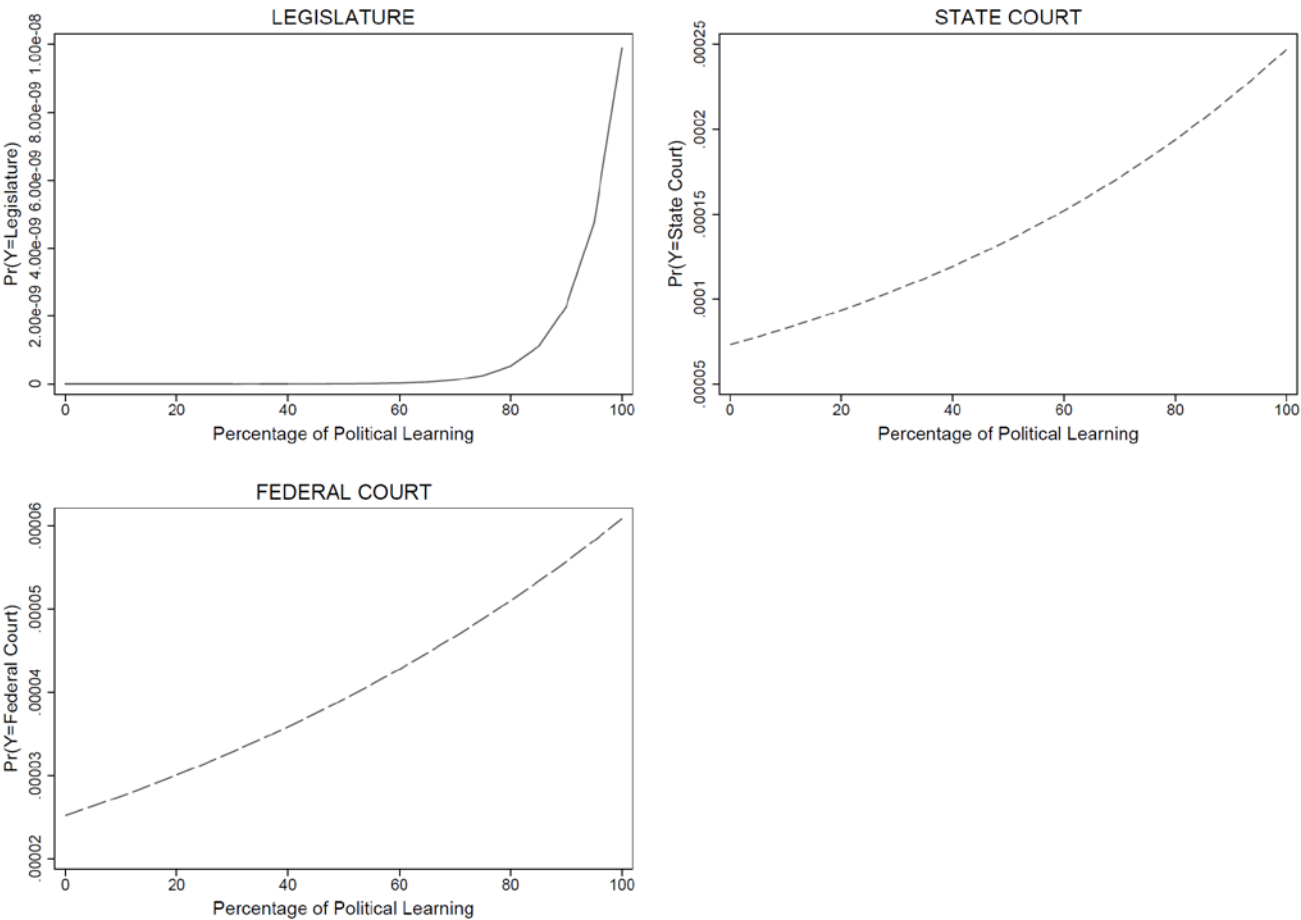 LEGISLATURE
Pr(Y=Legislature)
0 2.00e-09 4.00e-09 6.00e-09 8.00e-09 1.00e-08
0 20 40 60 80 100
Percentage of Political Learning
STATE COURT
Pr(Y=State Court)
.00005 .0001 .00015 .0002 .00025
0 20 40 60 80 100
Percentage of Political Learning
FEDERAL COURT
Pr(Y=Federal Court)
.00002 .00003 .00004 .00005 .00006
0 20 40 60 80 100
Percentage of Political Learning